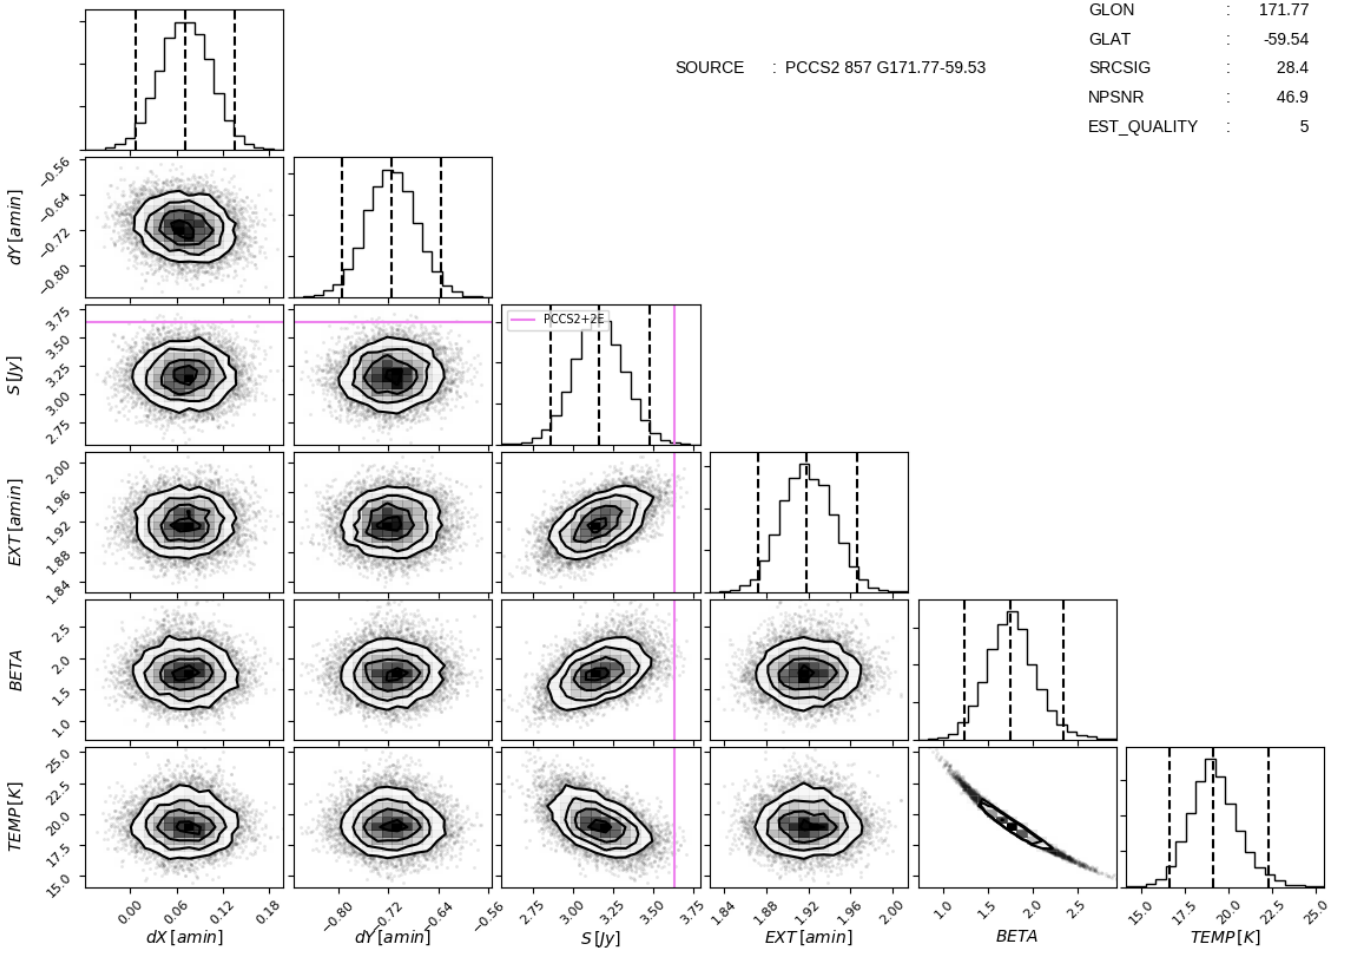 GLON : 171.77
GLAT : -59.54
SOURCE : PCCS2 857 G171.77-59.53
SRCSIG : 28.4
NPSNR : 46.9
EST_QUALITY : 5
dY [amin]
−0.56
−0.64
−0.72
−0.80
S [Jy]
3.75
3.50
3.25
3.00
2.75
PCCS2+2E
EXT [amin]
2.00
1.96
1.92
1.88
1.84
BETA
2.5
2.0
1.5
1.0
TEMP [K]
25.0
22.5
20.0
17.5
15.0
0.00 0.06 0.12 0.18
−0.80 −0.72 −0.64 −0.56
2.75 3.00 3.25 3.50 3.75
1.84 1.88 1.92 1.96 2.00
1.0 1.5 2.0 2.5
15.0 17.5 20.0 22.5 25.0
dX [amin] dY [amin] S [Jy] EXT [amin] BETA TEMP [K]